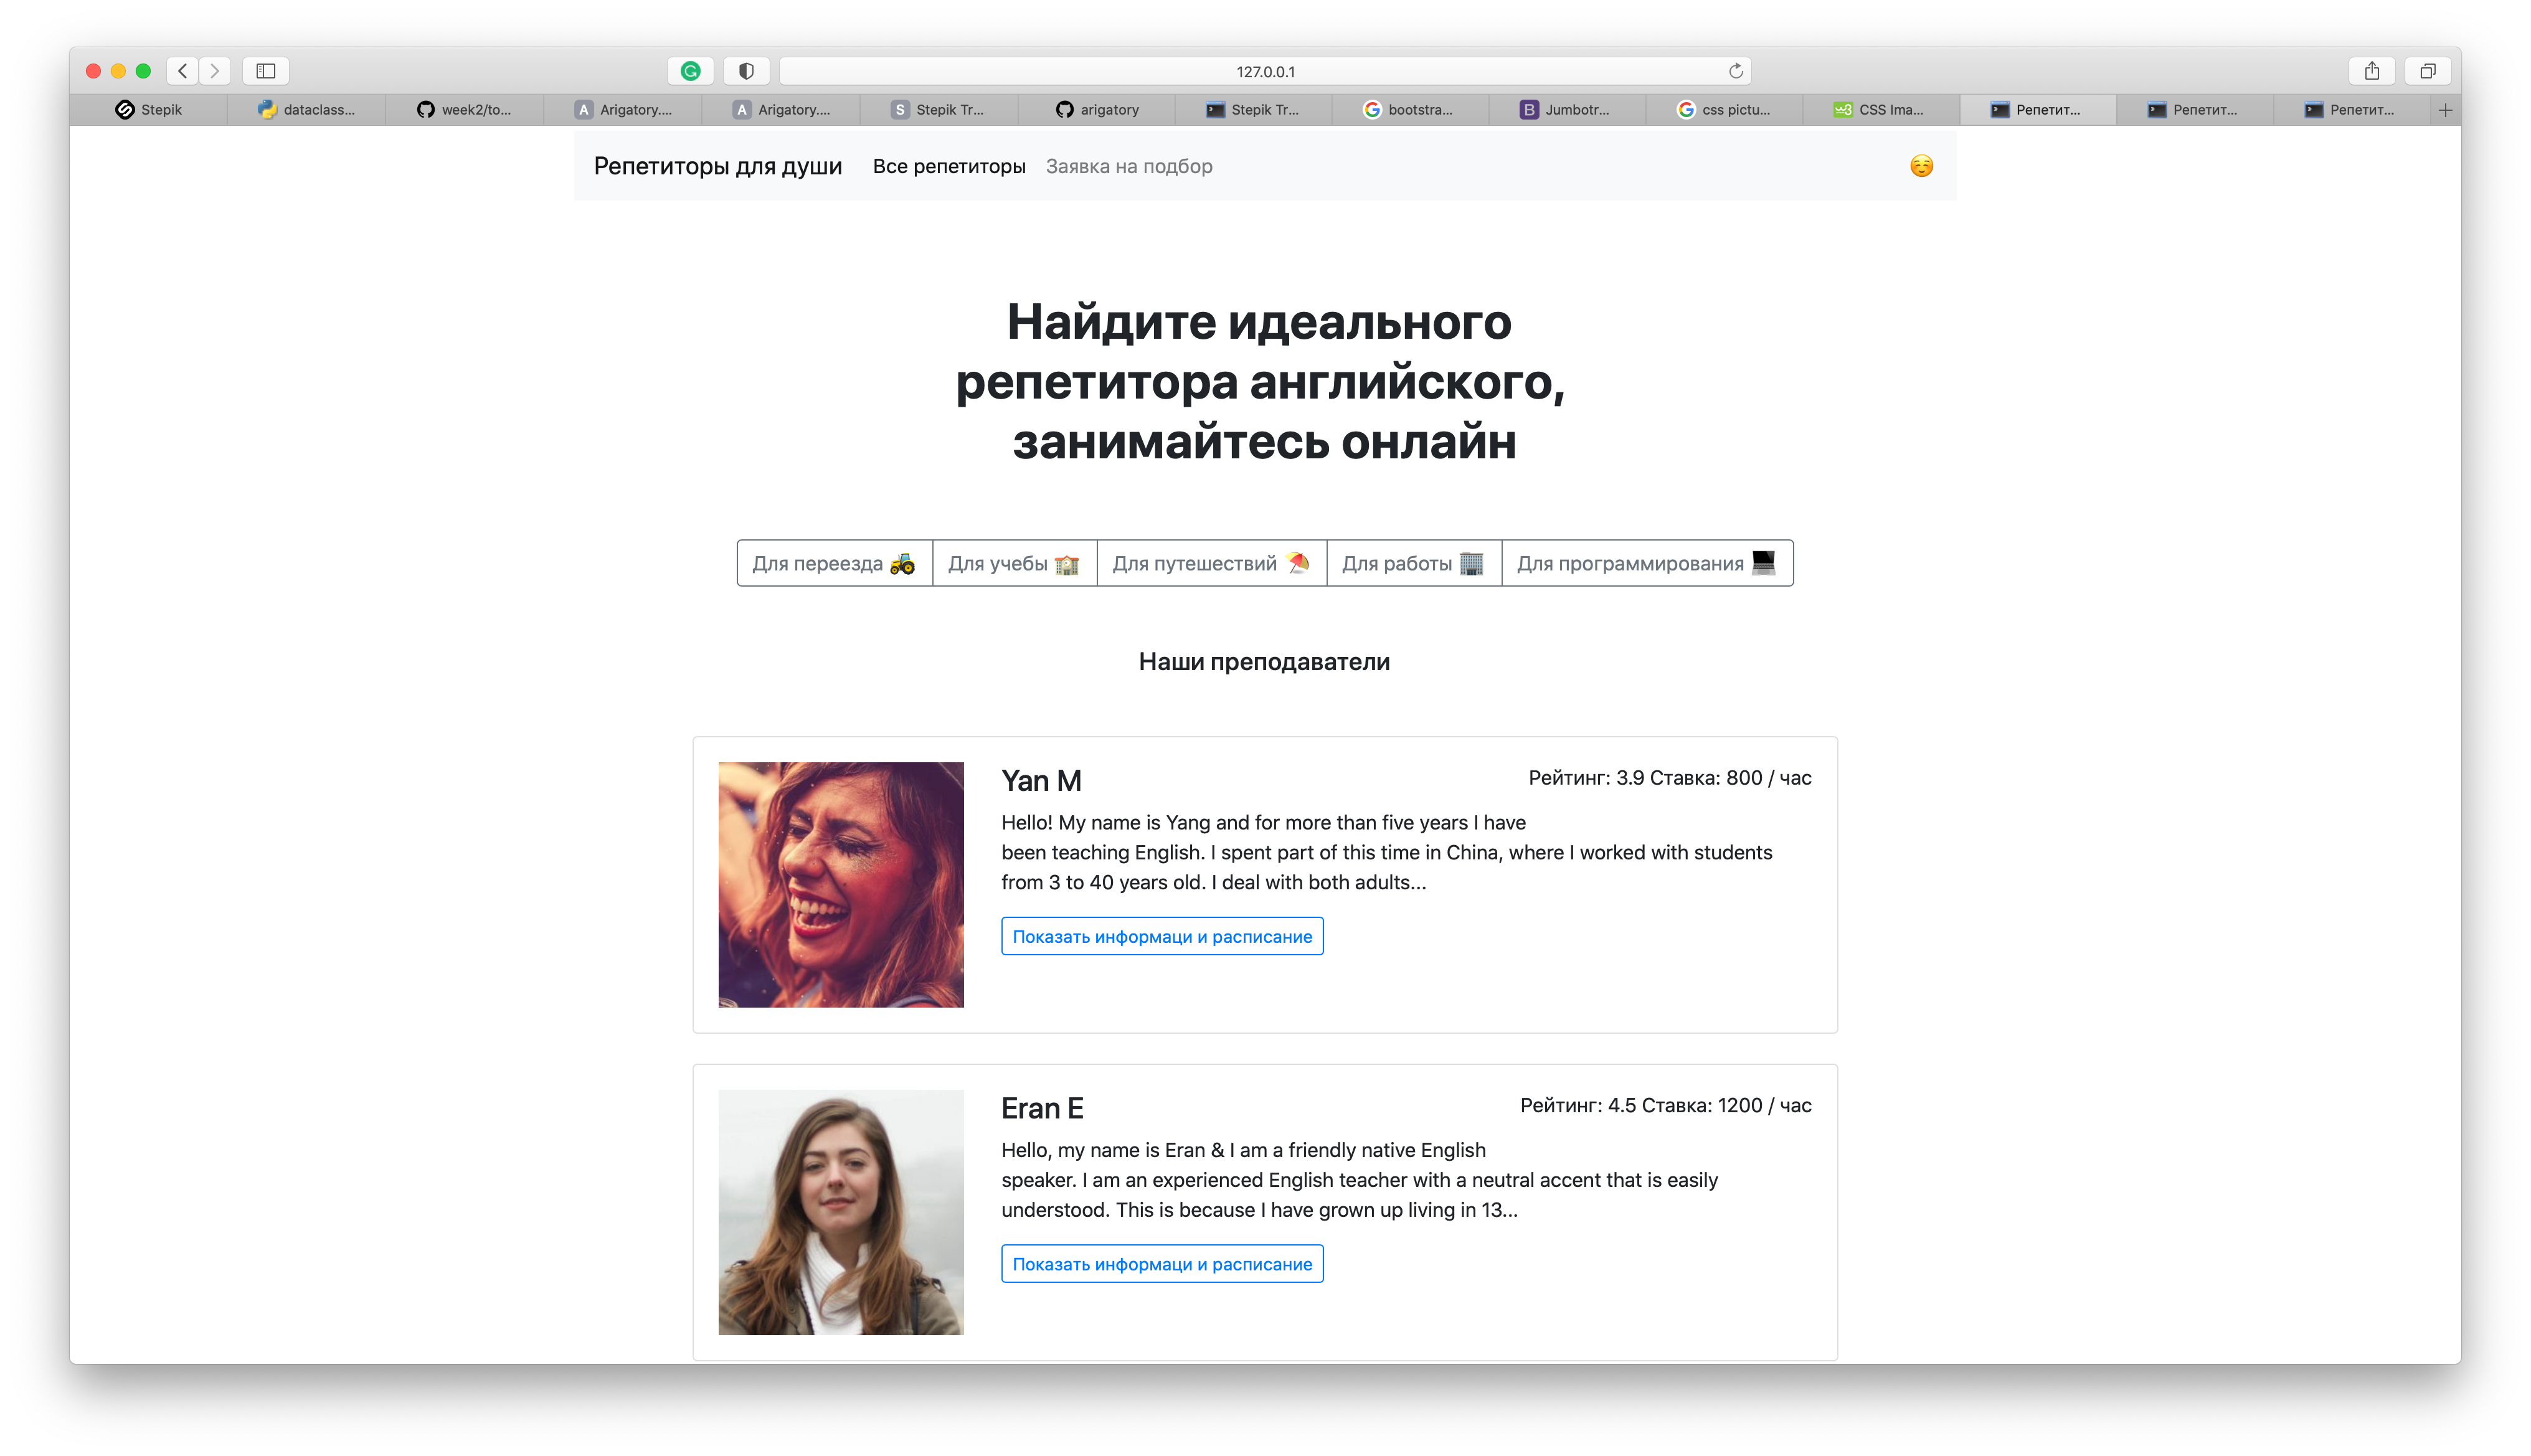 127.0.0.1
Stepik
dataclass...
week2/to...
Arigatory....
Arigatory....
Stepik Tr...
arigatory
Stepik Tr...
bootstra...
Jumbotr...
css pictu...
CSS Ima...
Репетит...
Репетит...
Репетит...
Репетиторы для души
Все репетиторы
Заявка на подбор
Найдите идеального
репетитора английского,
занимайтесь онлайн
Для переезда 🚜
Для учебы 🏫
Для путешествий ⛱
Для работы 🏢
Для программирования 💻
Наши преподаватели
Yan M
Рейтинг: 3.9 Ставка: 800 / час
Hello! My name is Yang and for more than five years I have
been teaching English. I spent part of this time in China, where I worked with students
from 3 to 40 years old. I deal with both adults...
Показать информаци и расписание
Eran E
Рейтинг: 4.5 Ставка: 1200 / час
Hello, my name is Eran & I am a friendly native English
speaker. I am an experienced English teacher with a neutral accent that is easily
understood. This is because I have grown up living in 13...
Показать информаци и расписание